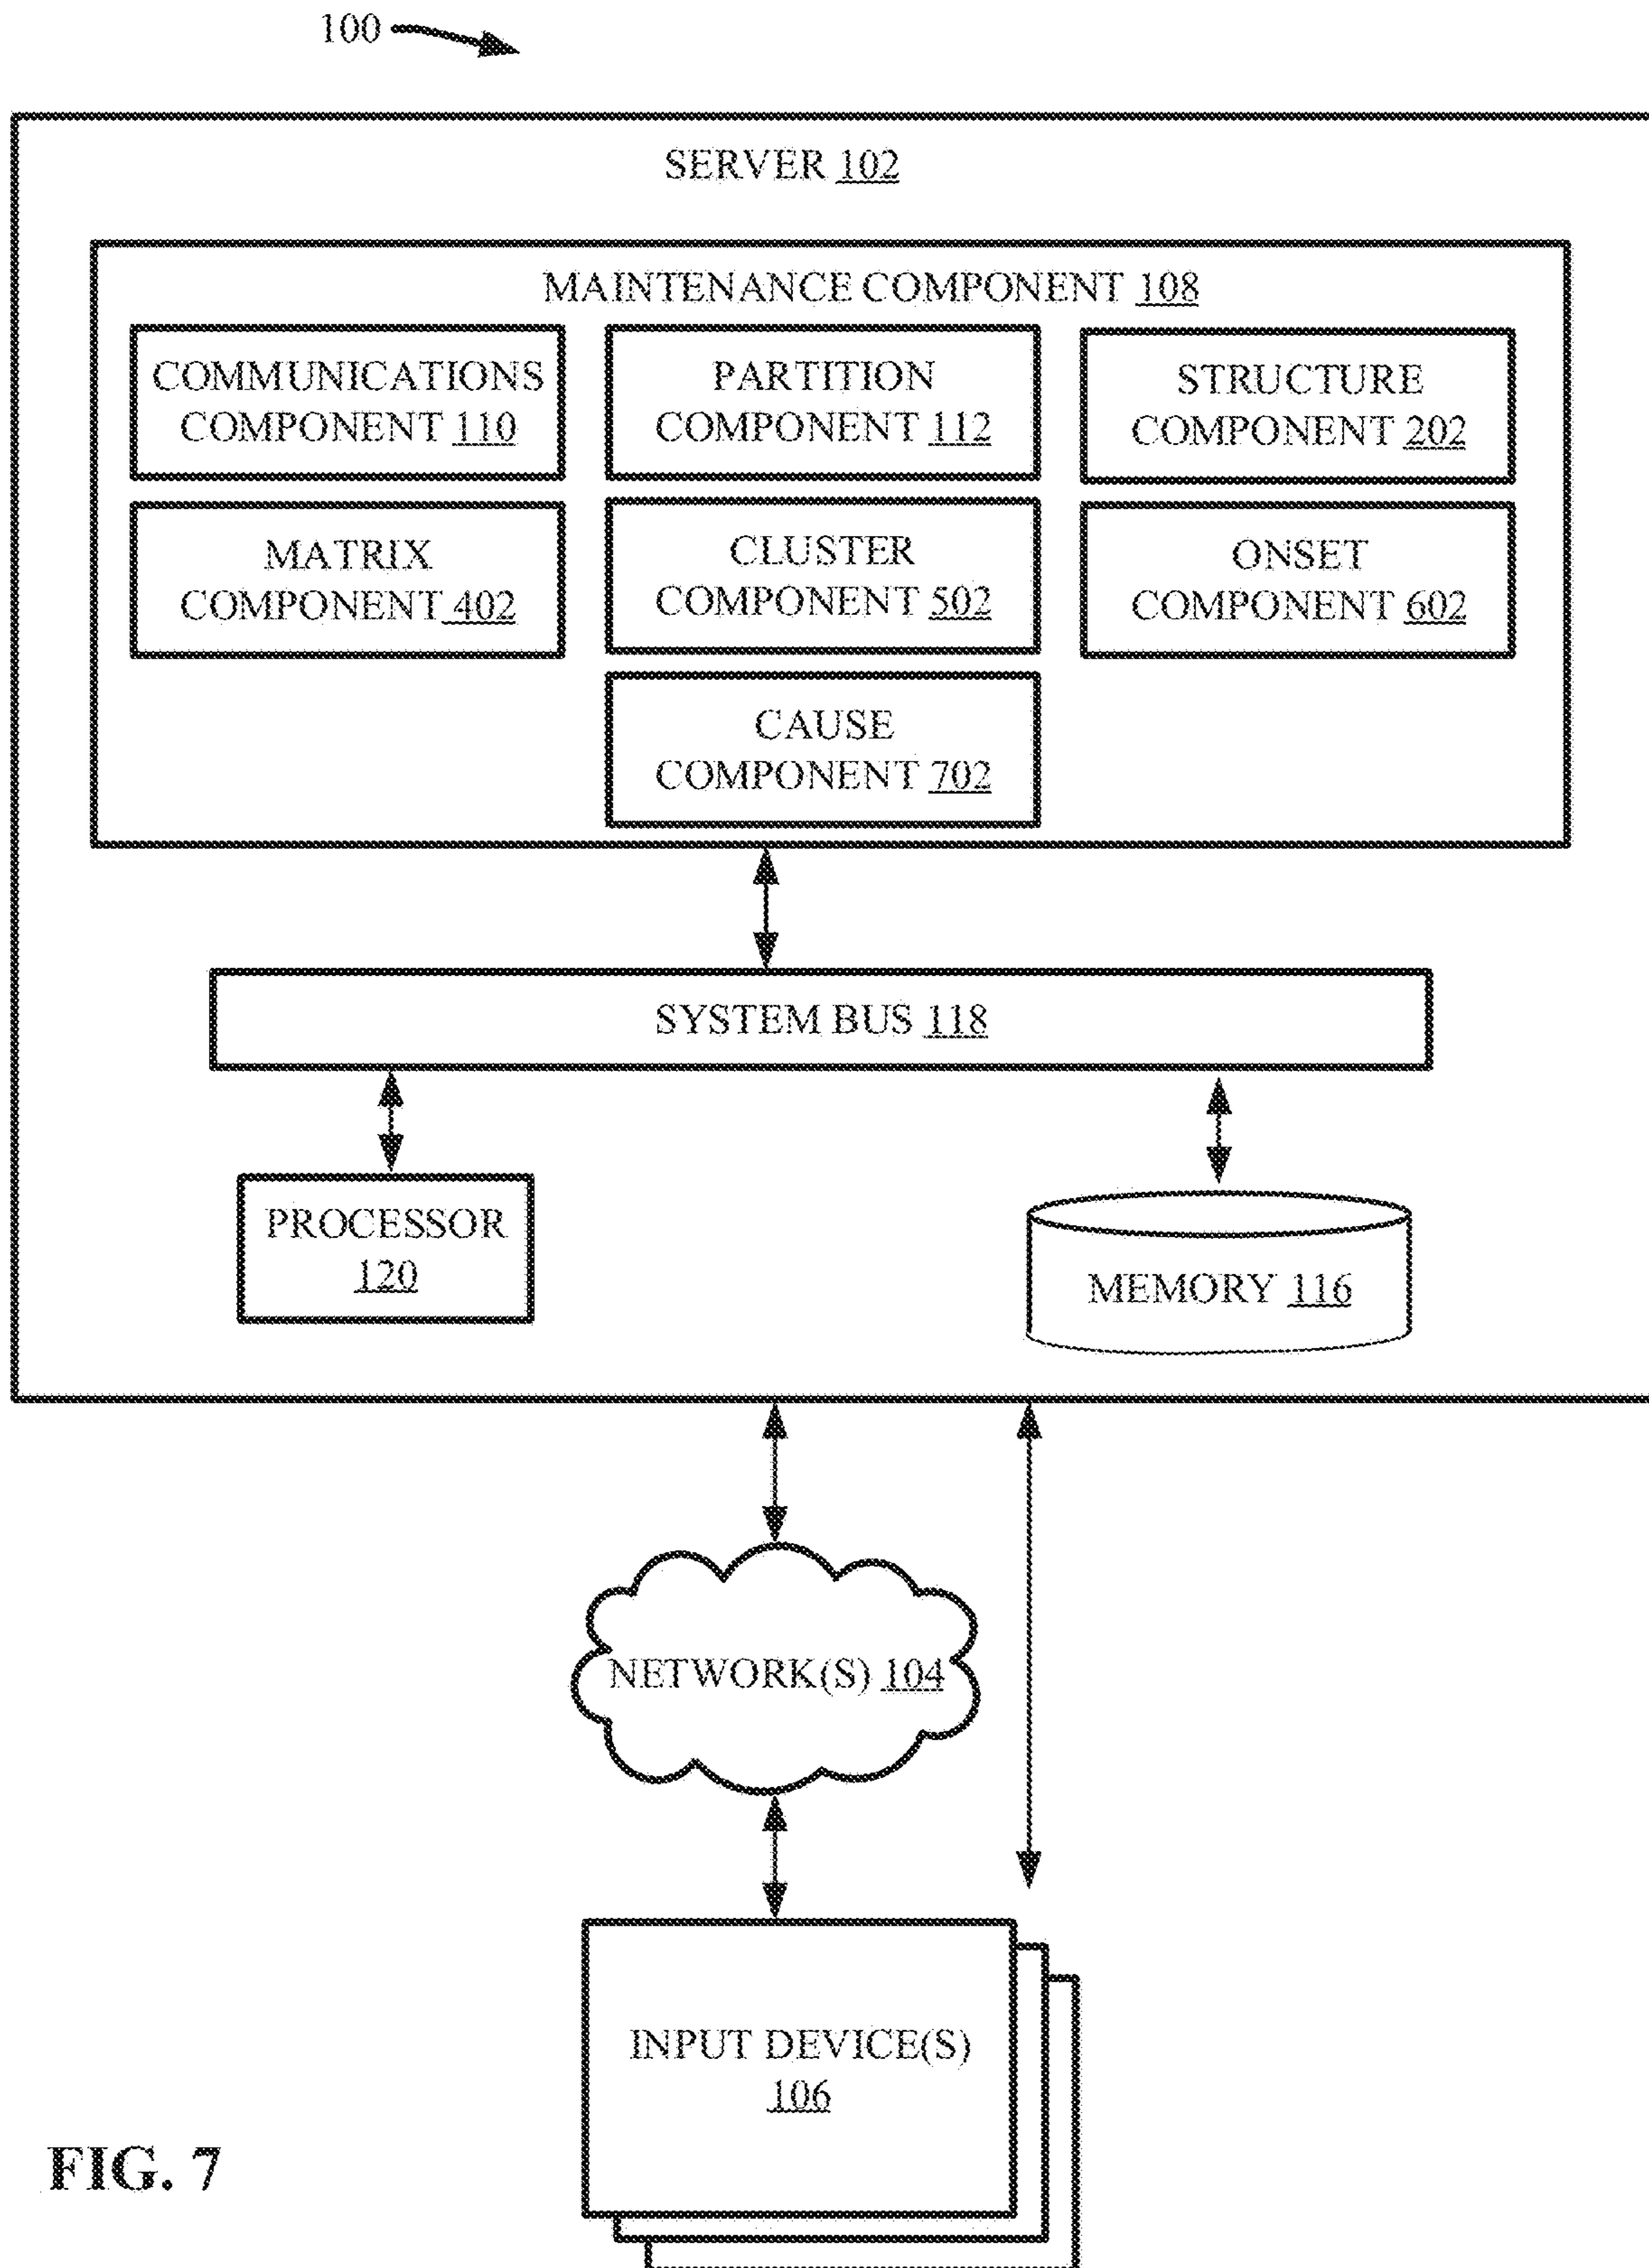 100
SERVER 102
MAINTENANCE COMPONENT 108
COMMUNICATIONS
COMPONENT 110
PARTITION
COMPONENT 112
STRUCTURE
COMPONENT 202
MATRIX
COMPONENT 402
CLUSTER
COMPONENT 502
ONSET
COMPONENT 602
CAUSE
COMPONENT 702
SYSTEM BUS 118
PROCESSOR
120
MEMORY 116
NETWORK(S) 104
INPUT DEVICE(S)
106
FIG. 7